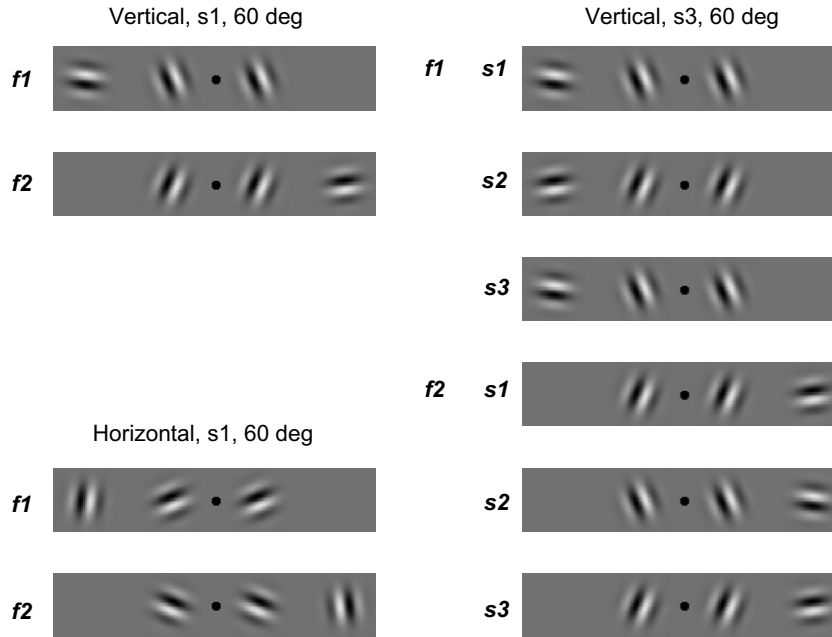 Vertical, s1, 60 deg
f1
f2
Horizontal, s1, 60 deg
f1
f2
Vertical, s3, 60 deg
f1 s1
s2
s3
f2 s1
s2
s3